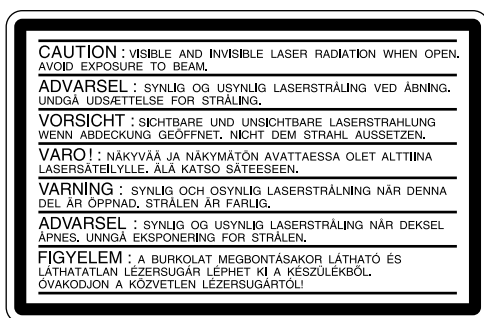 CAUTION : VISIBLE AND INVISIBLE LASER RADIATION WHEN OPEN.
AVOID EXPOSURE TO BEAM.
ADVARSEL : SYNLIG OG USYNLIG LASERSTRÅLING VED ÅBNING.
UNDGÅ UDSÆTTELSE FOR STRÅLING.
VORSICHT : SICHTBARE UND UNSICHTBARE LASERSTRAHLUNG
WENN ABDECKUNG GEÖFFNET. NICHT DEM STRAHL AUSSETZEN.
VARO! : NÄKYVÄÄ JA NÄKYMÄTÖN AVATTAESSA OLET ALTTIINA
LASERSÄTEILYLLE. ÄLÄ KATSO SÄTEESEEN.
VARNING : SYNLIG OCH OSYNLIG LASERSTRÅLNING NÄR DENNA
DEL ÄR ÖPPNAD. STRÅLEN ÄR FARLIG.
ADVARSEL : SYNLIG OG USYNLIG LASERSTRÅLING NÅR DEKSEL
ÅPNES. UNNGÅ EKSPONERING FOR STRÅLEN.
FIGYELEM : A BURKOLAT MEGBONTÁSAKOR LÁTHATÓ ÉS
LÁTHATATLAN LÉZERSUGÁR LÉPHET KI A KÉSZÜLÉKBŐL.
ÓVAKODJON A KÖZVETLEN LÉZERSUGÁRTÓL!